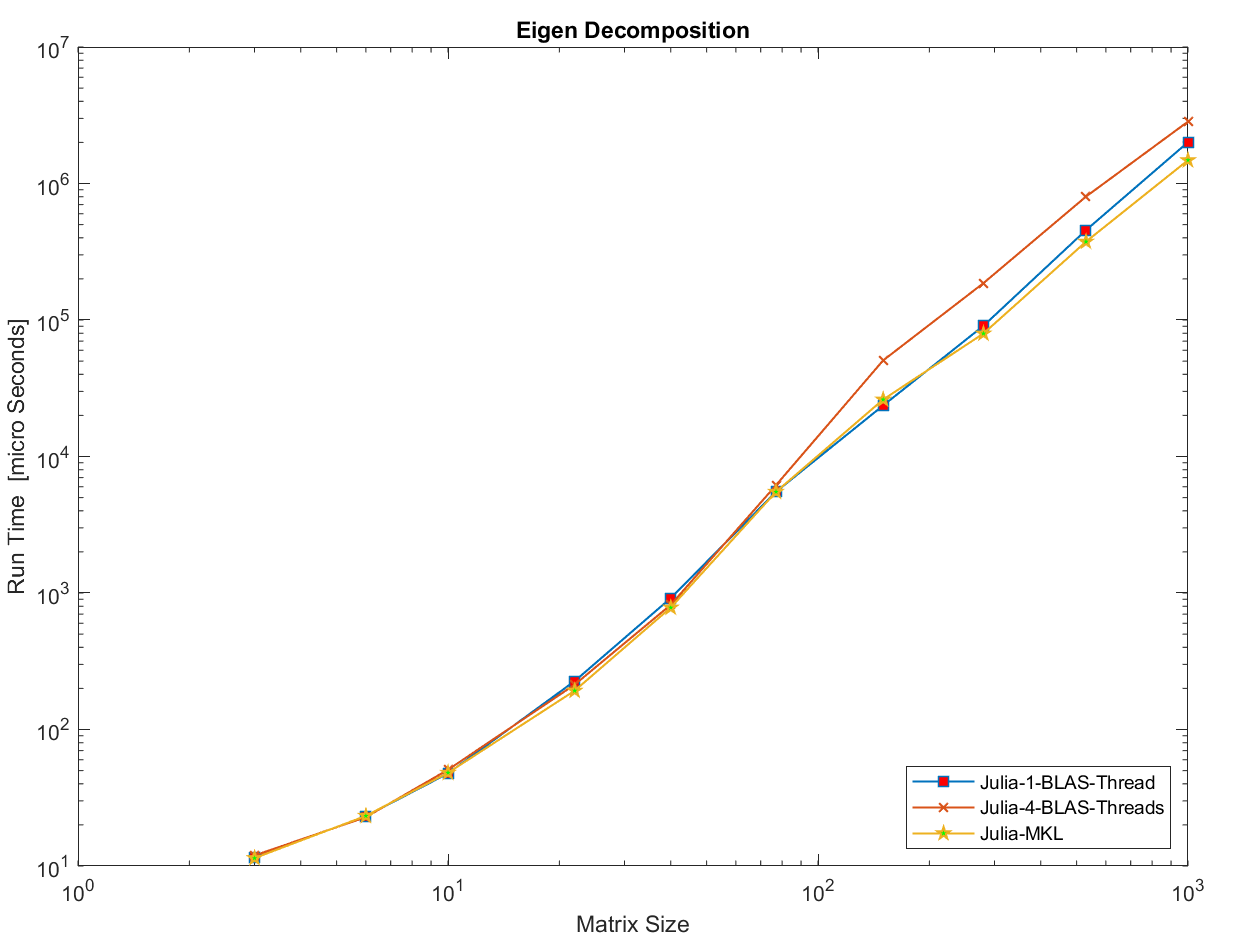 Eigen Decomposition
10^7
10^6
10^5
10^4
10^3
10^2
10^1
Run Time [micro Seconds]
10^0
10^1
10^2
10^3
Matrix Size
Julia-1-BLAS-Thread
Julia-4-BLAS-Threads
Julia-MKL